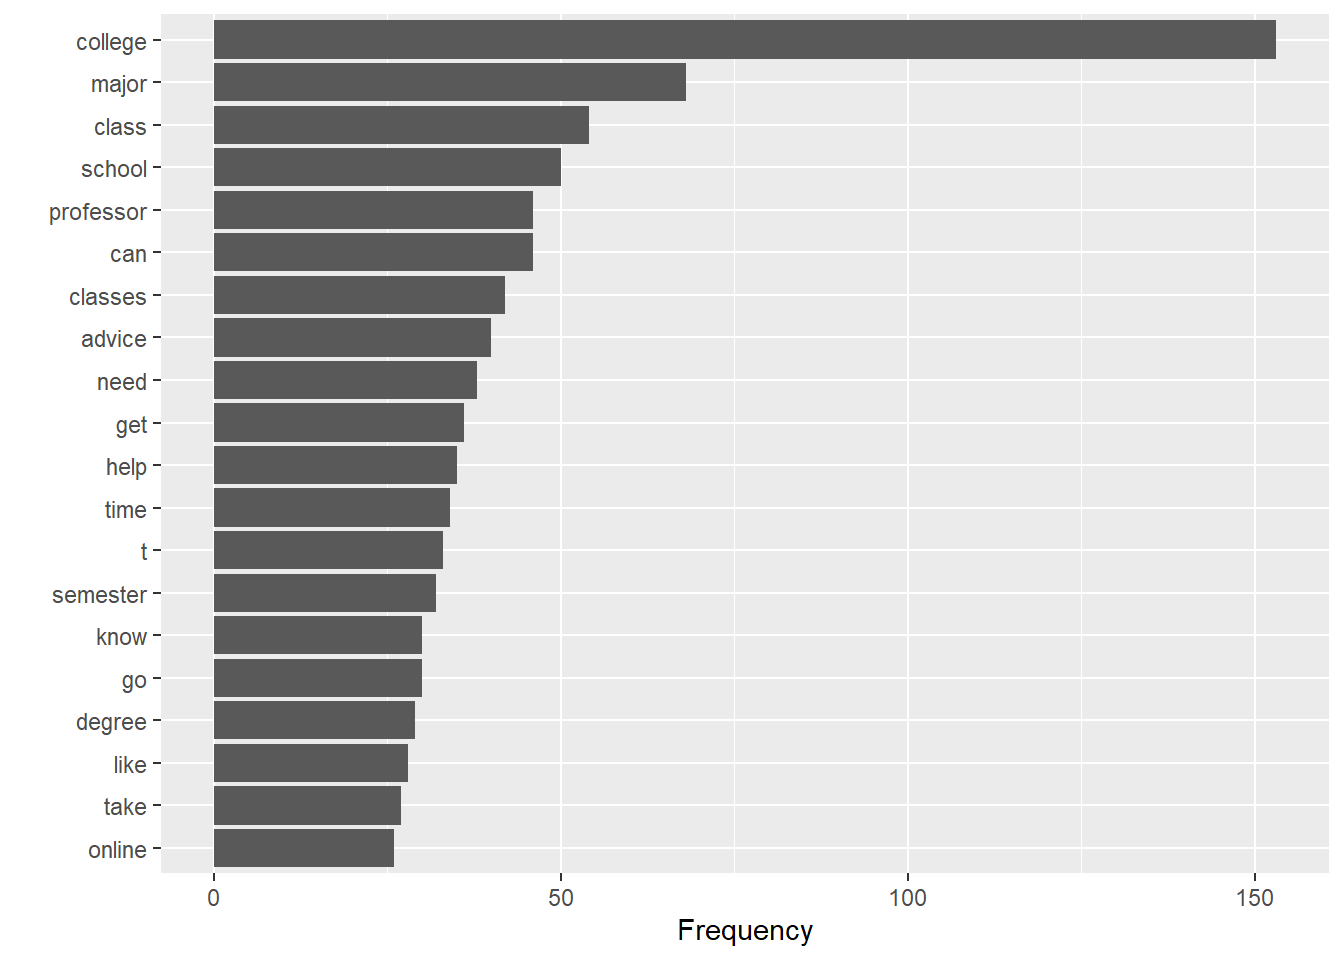 college
major
class
school
professor
can
classes
advice
need
get
help
time
t
semester
know
go
degree
like
take
online
0 50 100 150
Frequency